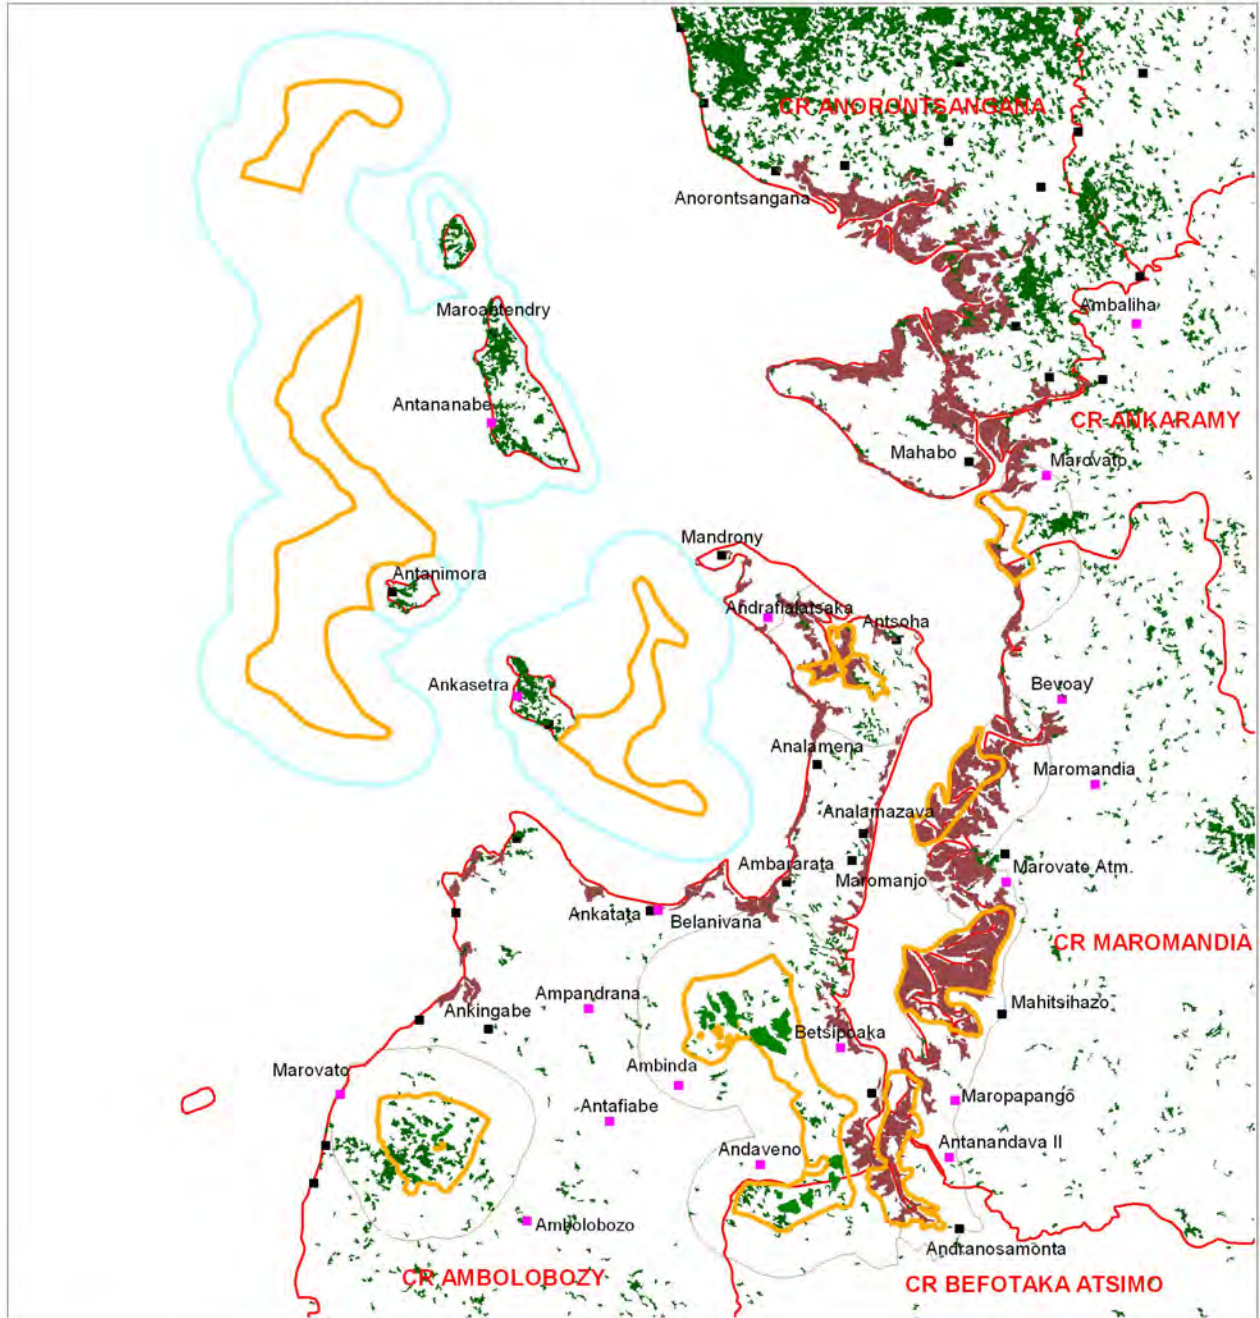 CR ANORONTSANGANA
Anorontsangana
Maroantendry
Ambaliha
Antananabe
CR ANKARAMY
Mahabo
Marovato
Mandrony
Antanimora
Andrafialatsaka
Antsoha
Ankasetra
Bevoay
Analamena
Maromandia
Analamazava
Ambararata
Maromanjo
Marovato Atm.
Ankatata
Belanivana
CR MAROMANDIA
Ampandrana
Ankingabe
Mahitsihazo
Betsipoaka
Marovato
Ambinda
Maropapango
Antafiabe
Andaveno
Antanandava II
Ambolobozo
Andranosamonta
CR AMBOLOBOZY
CR BEFOTAKA ATSIMO